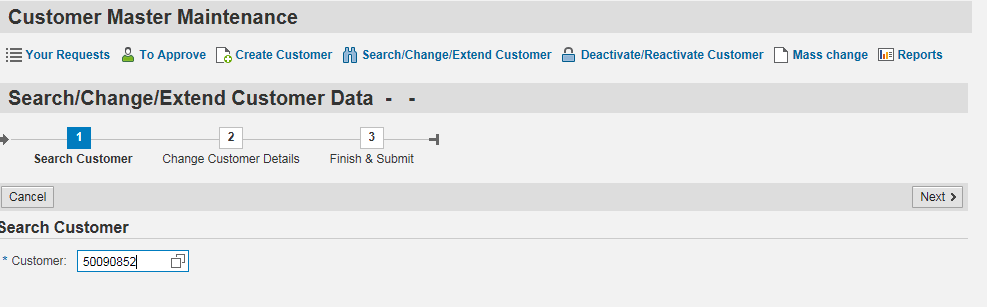 Customer Master Maintenance
Your Requests To Approve Create Customer Search/Change/Extend Customer Deactivate/Reactivate Customer Mass change Reports
Search/Change/Extend Customer Data - -
1 2 3
Search Customer Change Customer Details Finish & Submit
Cancel Next >
Search Customer
* Customer: 50090852